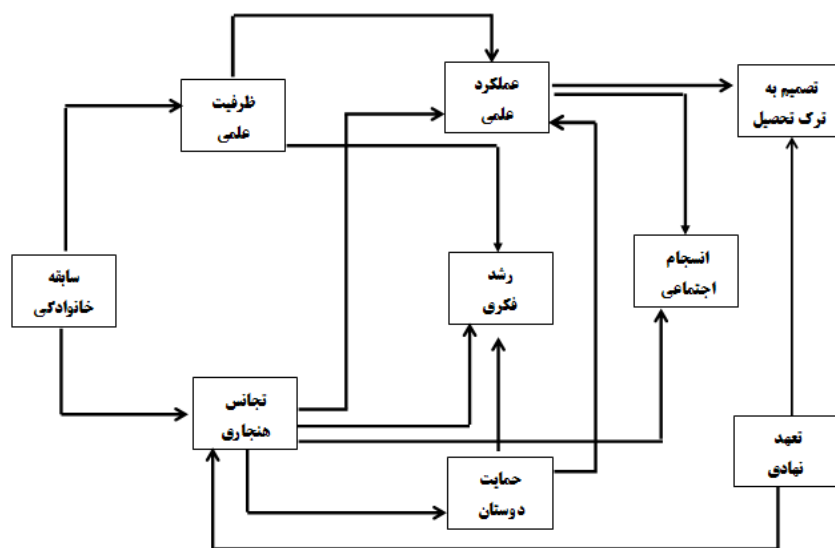 عملکرد
علمی
تصمیم به
ترک تحصیل
ظرفیت
علمی
انسجام
اجتماعی
رشد
فکری
سابقه
خانوادگی
تجانس
هنجاری
تعهد
نهادی
حمایت
دوستان